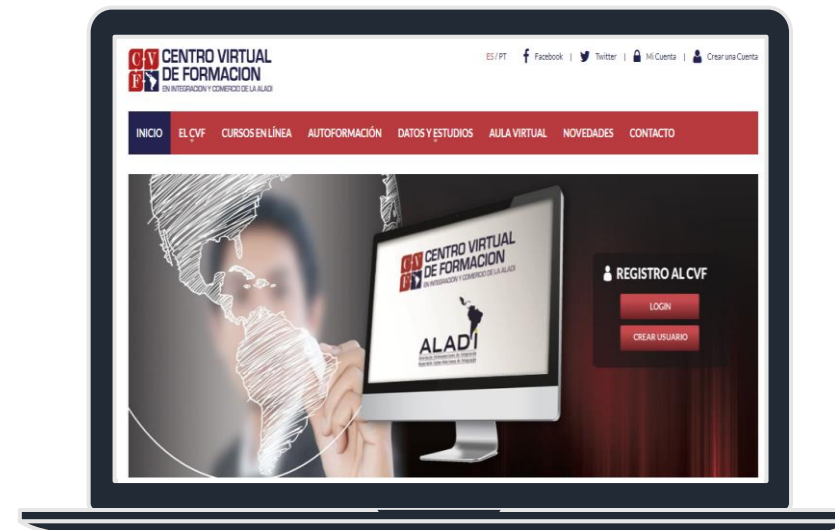 CVF CENTRO VIRTUAL
DE FORMACION
EN INTEGRACION Y COMERCIO DE LA ALADI
ES / PT Facebook | Twitter | Mi Cuenta | Crear una Cuenta
INICIO EL CVF CURSOS EN LÍNEA AUTOFORMACIÓN DATOS Y ESTUDIOS AULA VIRTUAL NOVEDADES CONTACTO
CVF CENTRO VIRTUAL
DE FORMACION
EN INTEGRACION Y COMERCIO DE LA ALADI
ALADI
REGISTRO AL CVF
LOGIN
CREAR USUARIO